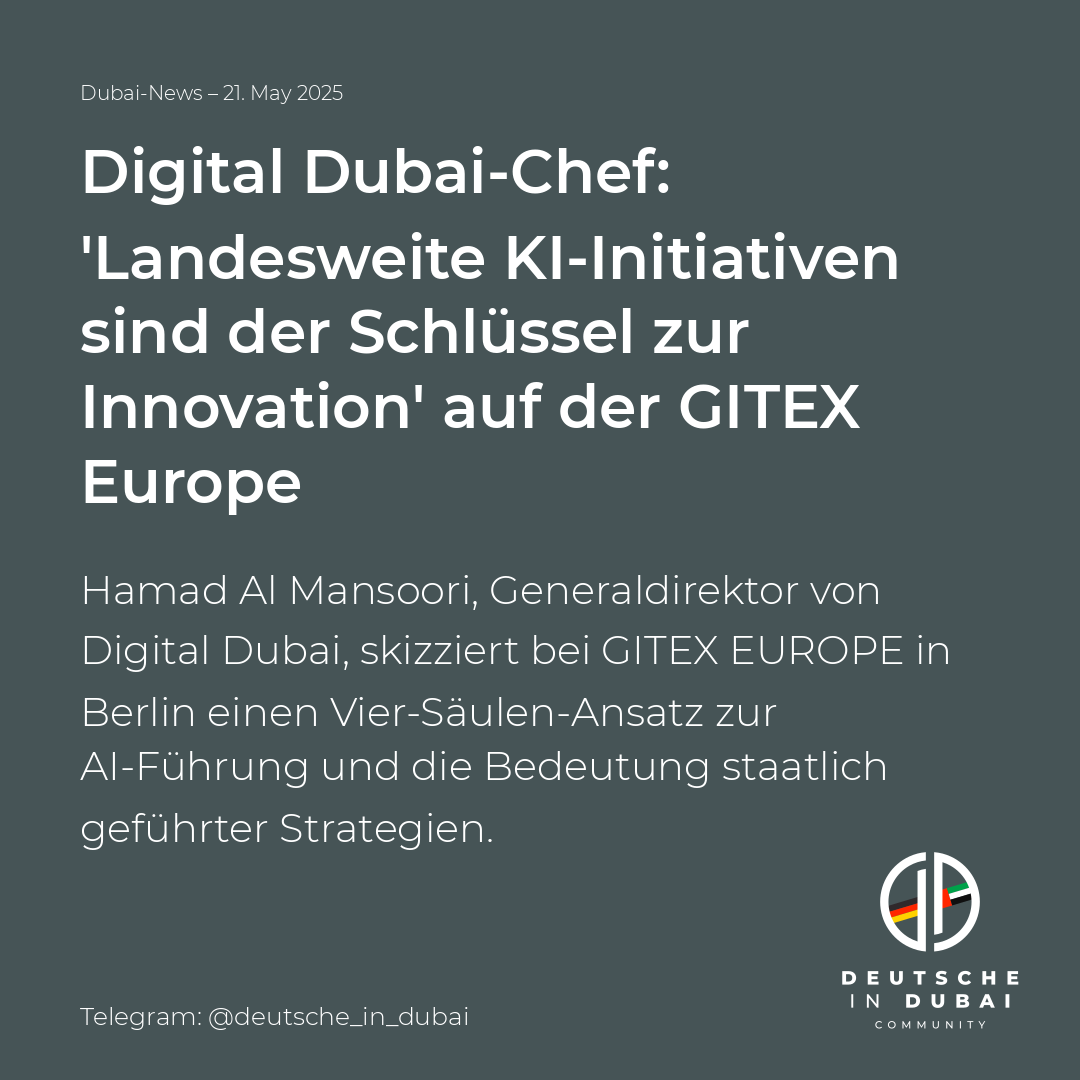 Dubai-News – 21. May 2025
Digital Dubai-Chef:
'Landesweite KI-Initiativen
sind der Schlüssel zur
Innovation' auf der GITEX
Europe
Hamad Al Mansoori, Generaldirektor von
Digital Dubai, skizziert bei GITEX EUROPE in
Berlin einen Vier-Säulen-Ansatz zur
AI-Führung und die Bedeutung staatlich
geführter Strategien.
DEUTSCHE
IN DUBAI
COMMUNITY
Telegram: @deutsche_in_dubai